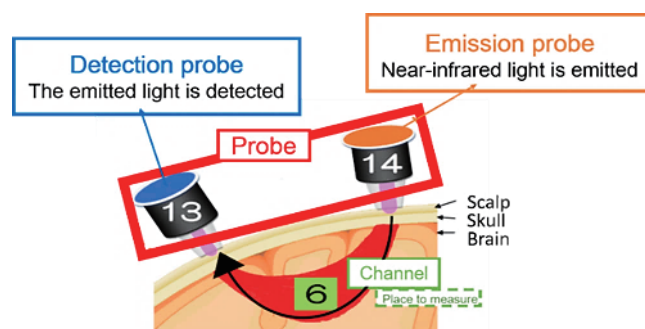 Detection probe
The emitted light is detected
Emission probe
Near-infrared light is emitted
Probe
14
13
Scalp
Skull
Brain
Channel
6
Place to measure